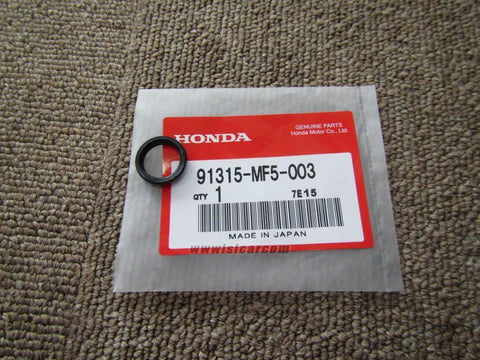 GENUINE PARTS
HONDA
Honda Motor Co., Ltd.
91315-MF5-003
QTY 1 7E15
MADE IN JAPAN
www.isicar.com